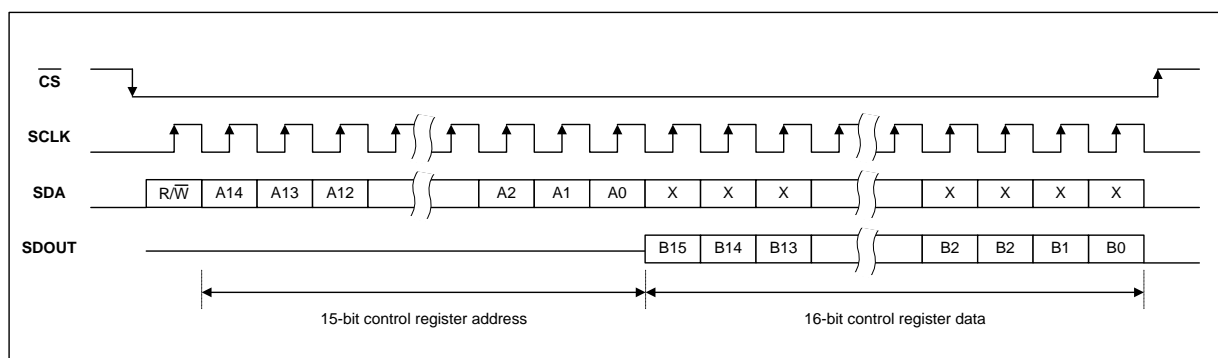 CS
SCLK
SDA R/W A14 A13 A12 A2 A1 A0 X X X X X X X
SDOUT B15 B14 B13 B2 B2 B1 B0
15-bit control register address 16-bit control register data